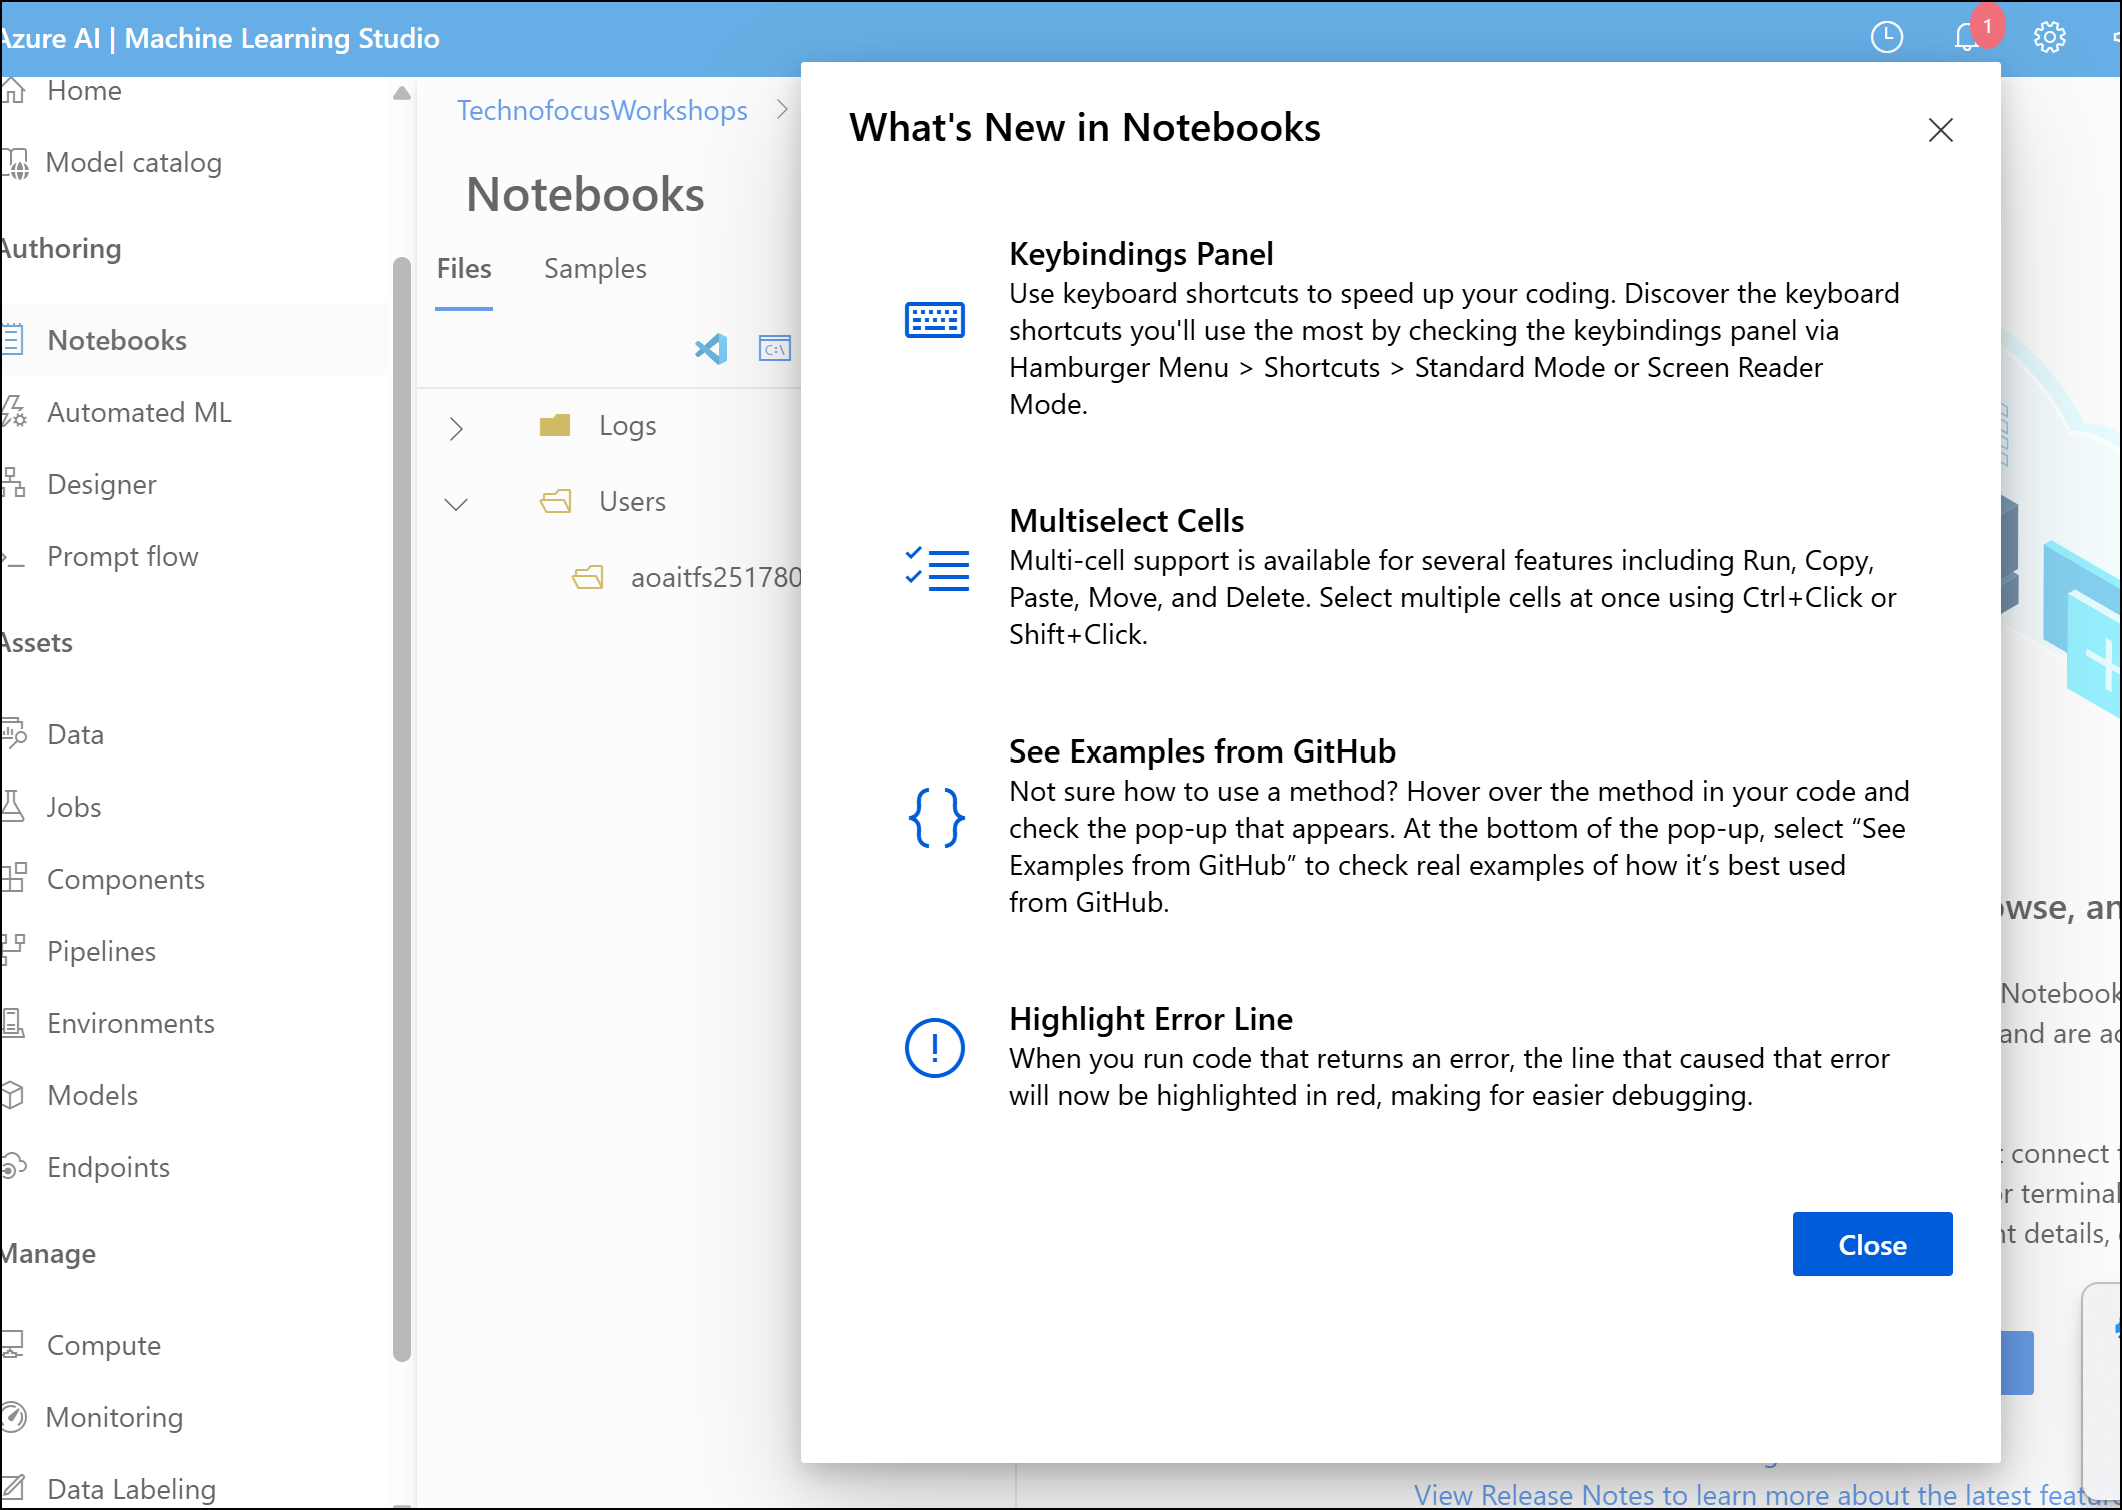 Azure AI | Machine Learning Studio
1
Home
Model catalog
Authoring
Notebooks
Automated ML
Designer
Prompt flow
Assets
Data
Jobs
Components
Pipelines
Environments
Models
Endpoints
Manage
Compute
Monitoring
Data Labeling
TechnofocusWorkshops
Notebooks
Files
Samples
C:\
Logs
Users
aoaitfs251780
What's New in Notebooks
Keybindings Panel
Use keyboard shortcuts to speed up your coding. Discover the keyboard
shortcuts you'll use the most by checking the keybindings panel via
Hamburger Menu > Shortcuts > Standard Mode or Screen Reader
Mode.
Multiselect Cells
Multi-cell support is available for several features including Run, Copy,
Paste, Move, and Delete. Select multiple cells at once using Ctrl+Click or
Shift+Click.
See Examples from GitHub
Not sure how to use a method? Hover over the method in your code and
check the pop-up that appears. At the bottom of the pop-up, select “See
Examples from GitHub” to check real examples of how it’s best used
from GitHub.
Highlight Error Line
When you run code that returns an error, the line that caused that error
will now be highlighted in red, making for easier debugging.
Close
Notebook
and are
connect
terminal
details,
View Release Notes to learn more about the latest